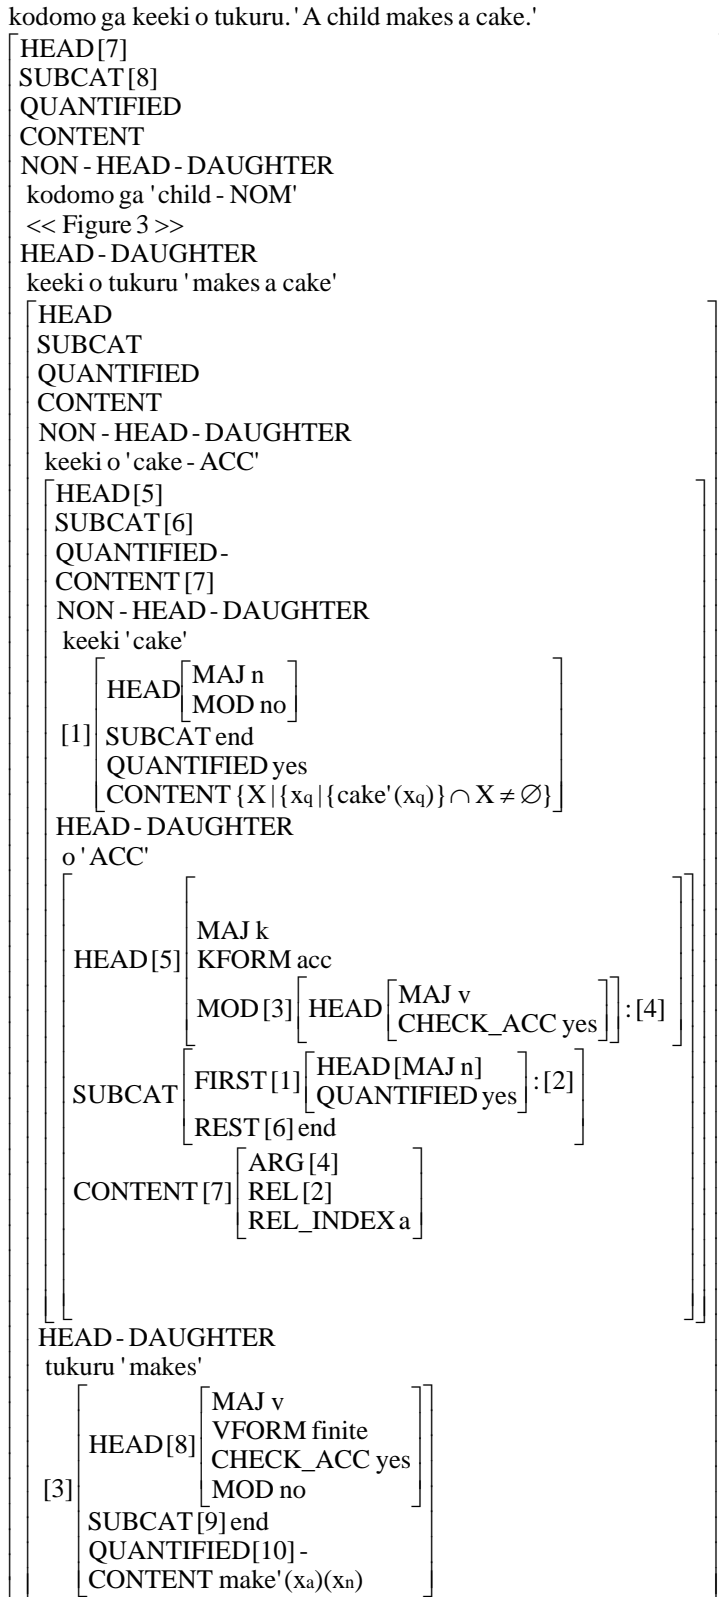 kodomo ga keeki o tukuru. ' A child makes a cake.'
HEAD [7]
SUBCAT [8]
QUANTIFIED
CONTENT
NON - HEAD - DAUGHTER
kodomo ga 'child - NOM'
<< Figure 3 >>
HEAD - DAUGHTER
keeki o tukuru 'makes a cake'
HEAD
SUBCAT
QUANTIFIED
CONTENT
NON - HEAD - DAUGHTER
keeki o 'cake - ACC'
HEAD [5]
SUBCAT [6]
QUANTIFIED -
CONTENT [7]
NON - HEAD - DAUGHTER
keeki 'cake'
HEAD [MAJ n
MOD no]
[1] SUBCAT end
QUANTIFIED yes
CONTENT {X | {xq | {cake' (xq)} ∩ X ≠ ∅}
HEAD - DAUGHTER
o 'ACC'
MAJ k
HEAD [5] KFORM acc
MOD [3] [HEAD [MAJ v
CHECK_ACC yes]] : [4]
SUBCAT [FIRST [1] [HEAD [MAJ n]
QUANTIFIED yes] : [2]
REST [6] end]
CONTENT [7] [ARG [4]
REL [2]
REL_INDEX a]
HEAD - DAUGHTER
tukuru 'makes'
[3] HEAD [8] [MAJ v
VFORM finite
CHECK_ACC yes
MOD no]
SUBCAT [9] end
QUANTIFIED [10] -
CONTENT make' (xa)(xn)